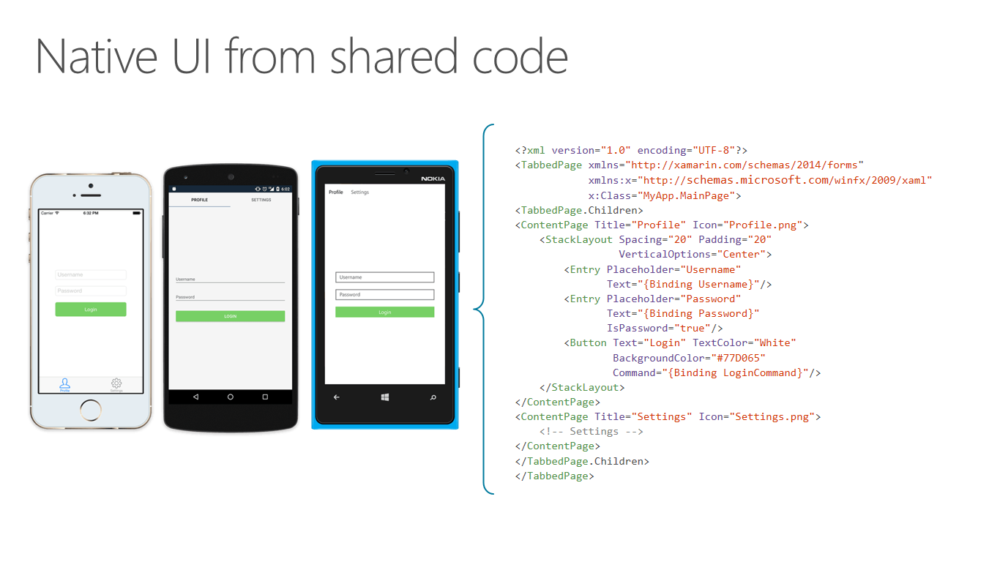 Native UI from shared code
Carrier 6:32 PM
Username
Password
Login
Profile Settings
6:02
PROFILE SETTINGS
Username
Password
LOGIN
NOKIA
Profile Settings
Username
Password
Login
<?xml version="1.0" encoding="UTF-8"?>
<TabbedPage xmlns="http://xamarin.com/schemas/2014/forms"
xmlns:x="http://schemas.microsoft.com/winfx/2009/xaml"
x:Class="MyApp.MainPage">
<TabbedPage.Children>
<ContentPage Title="Profile" Icon="Profile.png">
<StackLayout Spacing="20" Padding="20"
VerticalOptions="Center">
<Entry Placeholder="Username"
Text="{Binding Username}"/>
<Entry Placeholder="Password"
Text="{Binding Password}"
IsPassword="true"/>
<Button Text="Login" TextColor="White"
BackgroundColor="#77D065"
Command="{Binding LoginCommand}"/>
</StackLayout>
</ContentPage>
<ContentPage Title="Settings" Icon="Settings.png">
<!-- Settings -->
</ContentPage>
</TabbedPage.Children>
</TabbedPage>